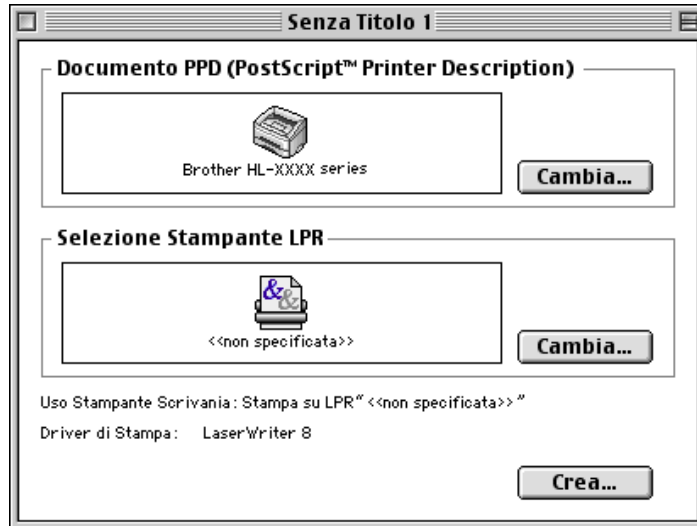 Senza Titolo 1
Documento PPD (PostScript™ Printer Description)
Brother HL-XXXX series
Cambia...
Selezione Stampante LPR
&&
<<non specificata>>
Cambia...
Uso Stampante Scrivania: Stampa su LPR“ <<non specificata>> ”
Driver di Stampa: LaserWriter 8
Crea...